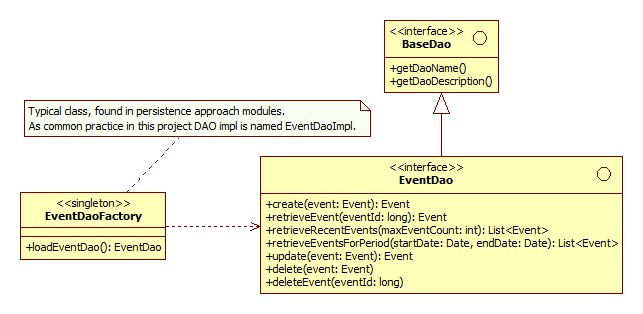 <<interface>>
BaseDao
+getDaoName()
+getDaoDescription()
Typical class, found in persistence approach modules.
As common practice in this project DAO impl is named EventDaoImpl.
<<interface>>
EventDao
+create(event: Event): Event
+retrieveEvent(eventId: long): Event
+retrieveRecentEvents(maxEventCount: int): List<Event>
+retrieveEventsForPeriod(startDate: Date, endDate: Date): List<Event>
+update(event: Event): Event
+delete(event: Event)
+deleteEvent(eventId: long)
<<singleton>>
EventDaoFactory
+loadEventDao(): EventDao